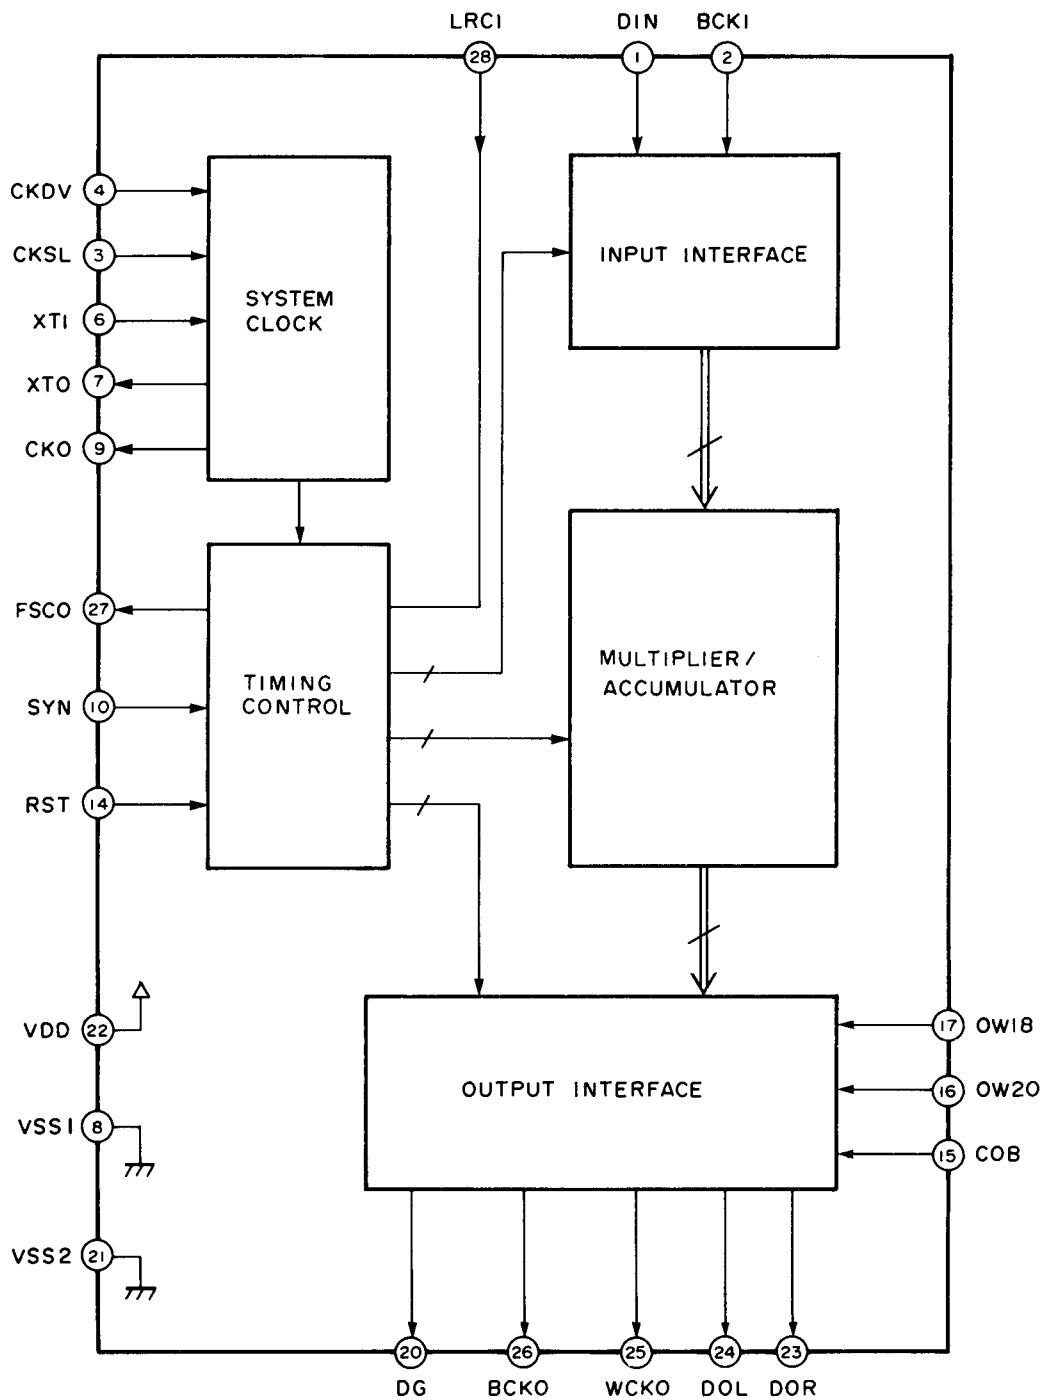 LRCI DIN BCKI
28 1 2
CKDV 4
CKSL 3
INPUT INTERFACE
SYSTEM
CLOCK
XTI 6
XTO 7
CKO 9
FSCO 27
MULTIPLIER/
ACCUMULATOR
TIMING
CONTROL
SYN 10
RST 14
VDD 22
17 OW18
OUTPUT INTERFACE
16 OW20
VSS1 8
15 COB
VSS2 21
20 26 25 24 23
DG BCKO WCKO DOL DOR